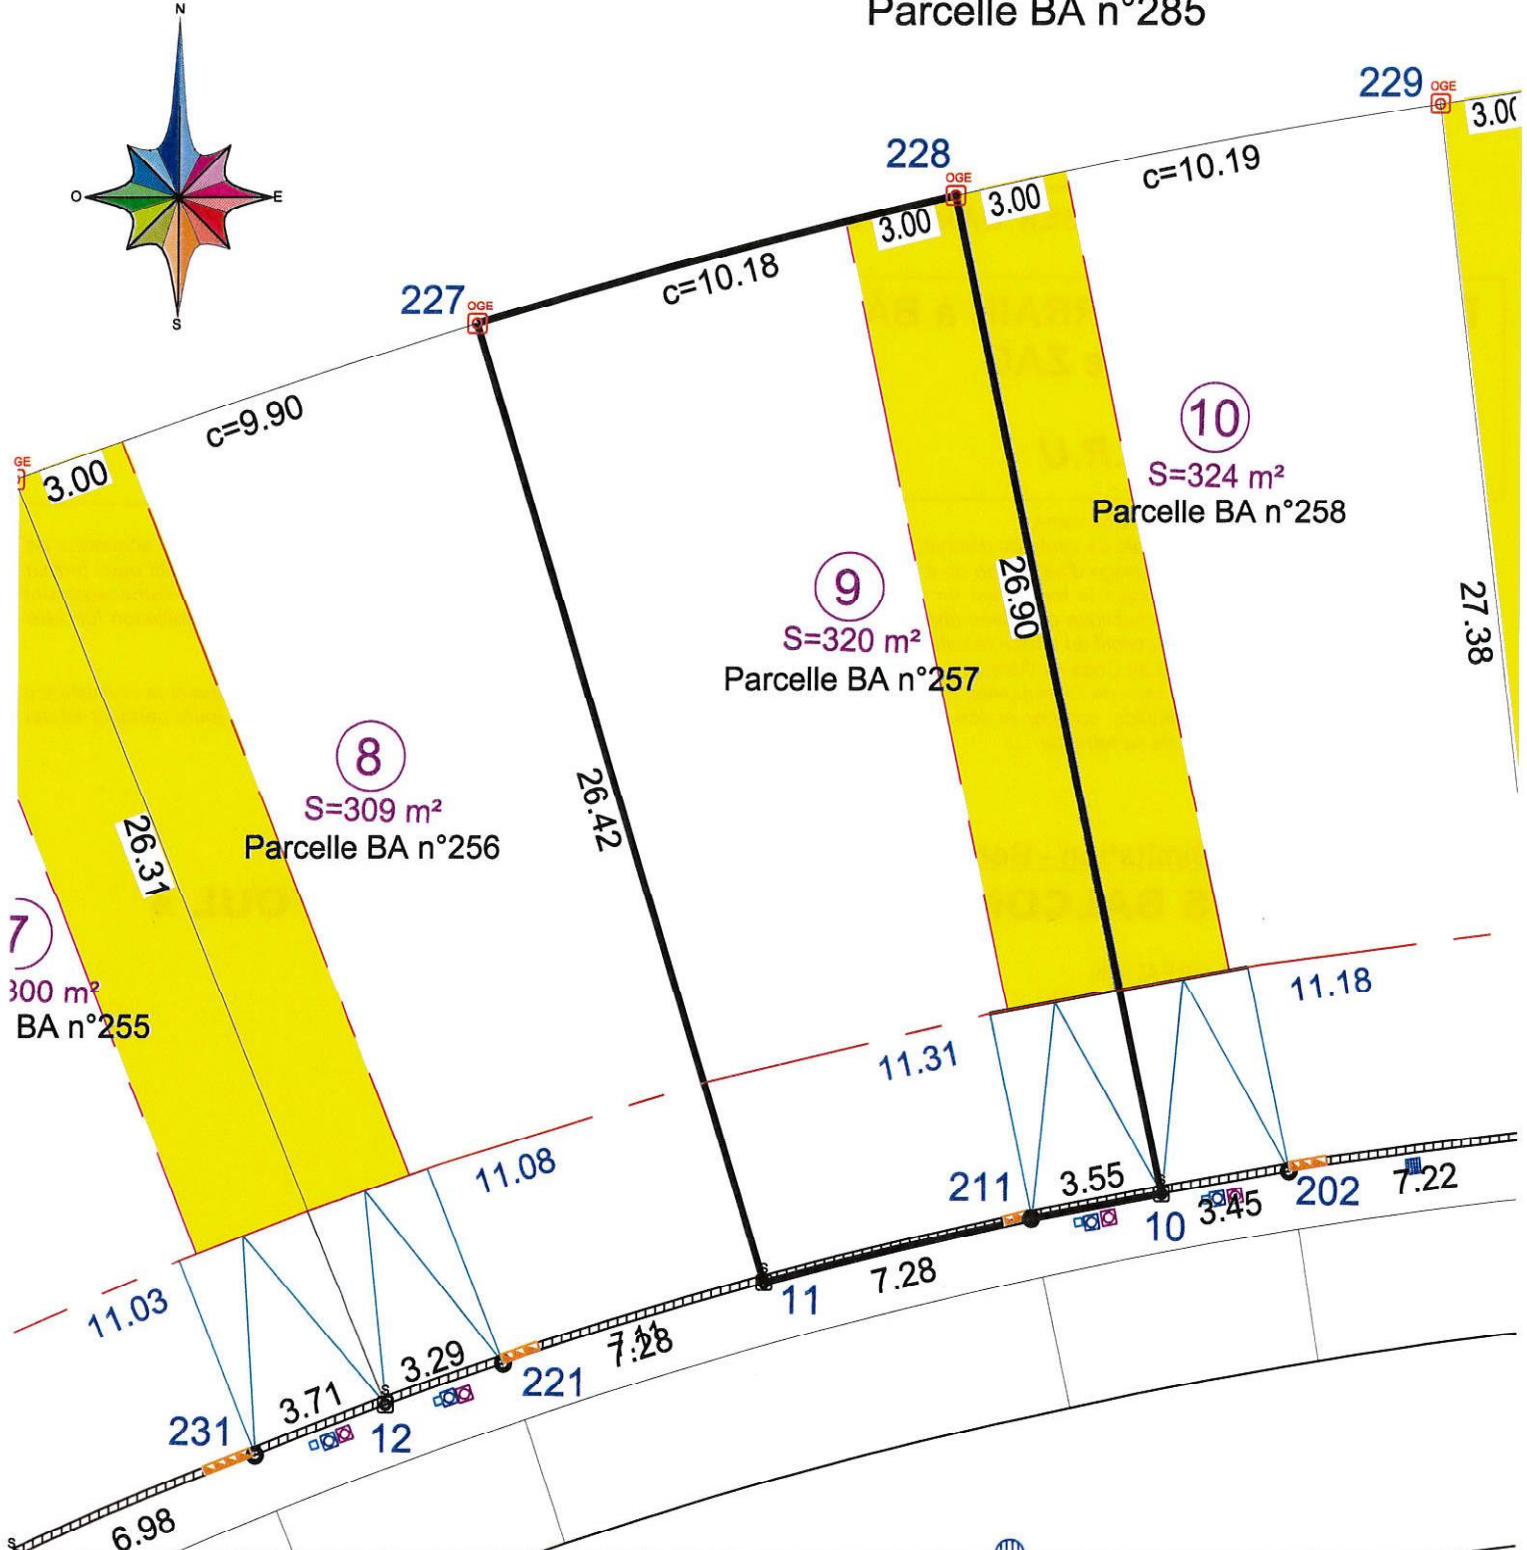 N
O
E
S
Parcelle BA n°285
229
OGE
3.00
228
OGE
c=10.19
3.00
3.00
227
OGE
c=10.18
c=9.90
GE
3.00
10
S=324 m²
Parcelle BA n°258
26.90
27.38
9
S=320 m²
Parcelle BA n°257
8
S=309 m²
Parcelle BA n°256
26.42
26.31
7
300 m²
BA n°255
11.18
11.31
11.08
11.03
211
3.55
S
10
3.45
202
7.22
S
11
7.28
7.11
7.28
3.29
221
S
12
3.71
231
6.98
S